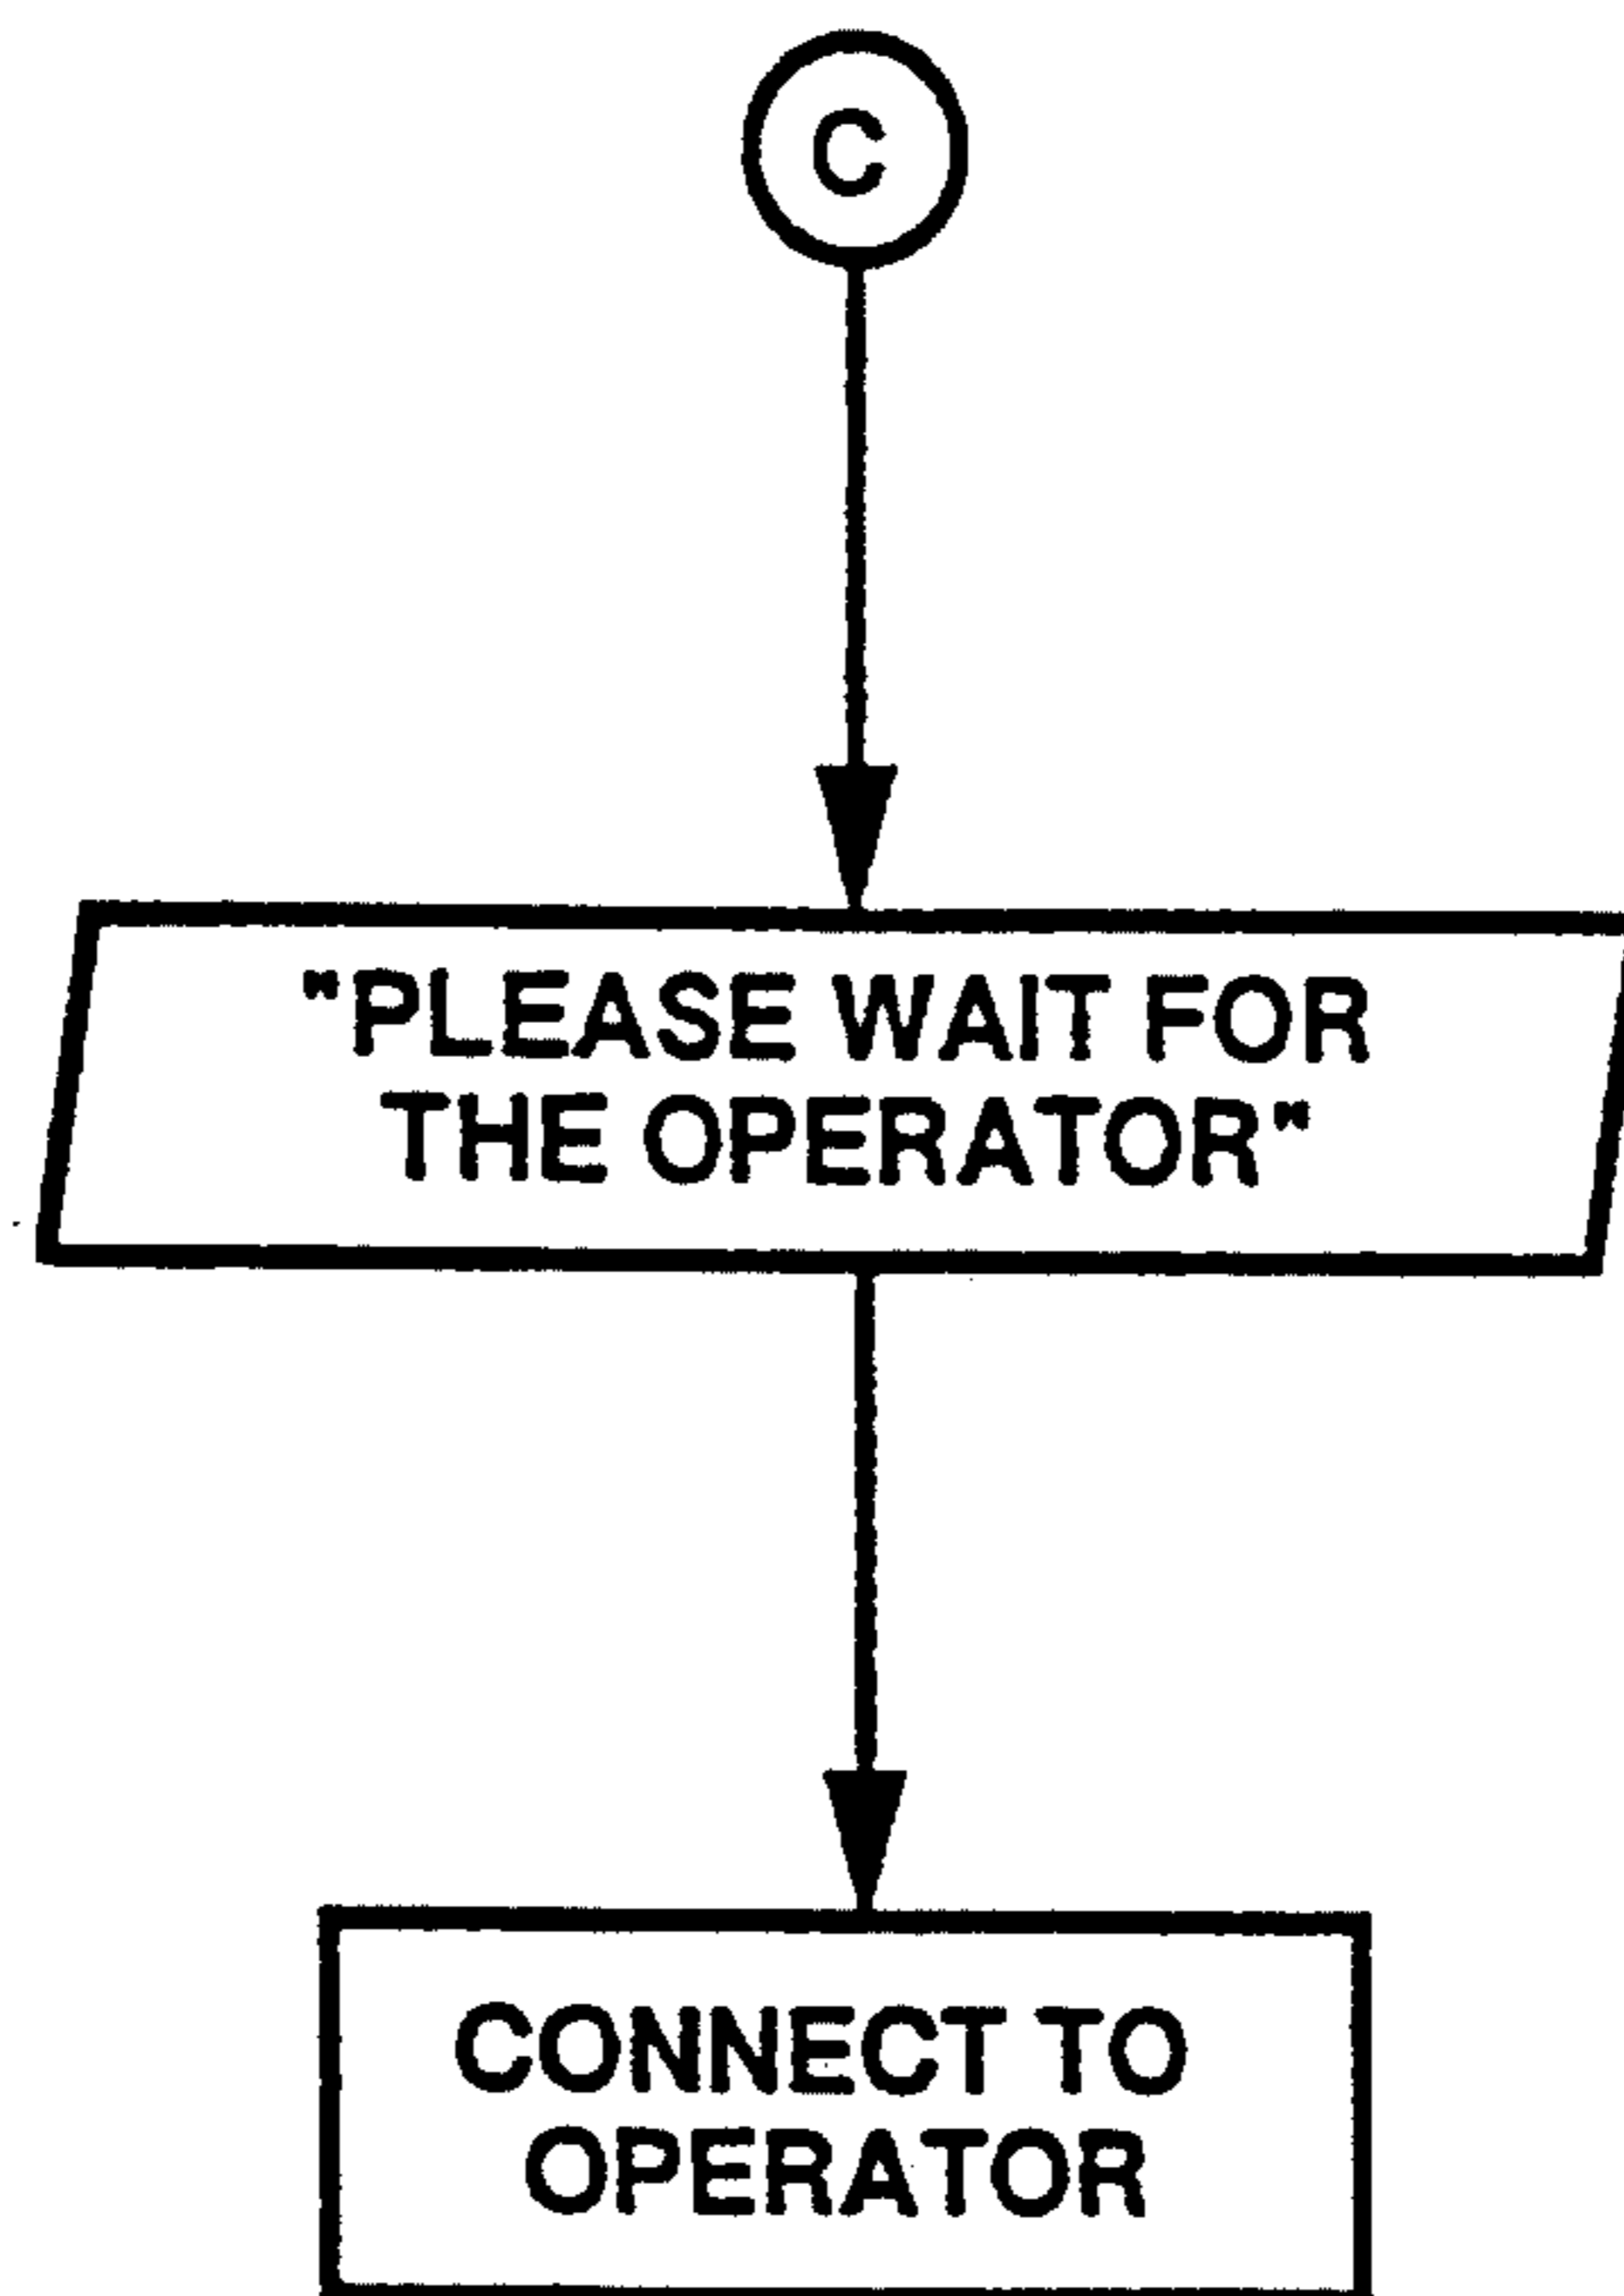 C
"PLEASE WAIT FOR
THE OPERATOR"
CONNECT TO
OPERATOR